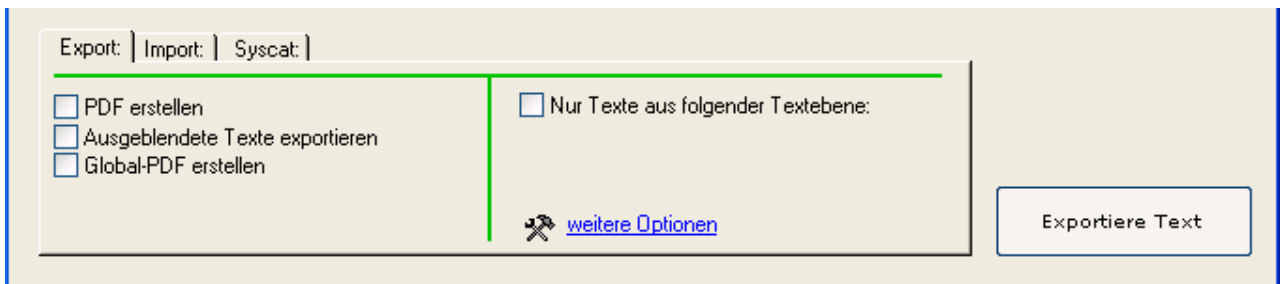 Export: Import: Syscat:
PDF erstellen
Ausgeblendete Texte exportieren
Global-PDF erstellen
Nur Texte aus folgender Textebene:
weitere Optionen
Exportiere Text